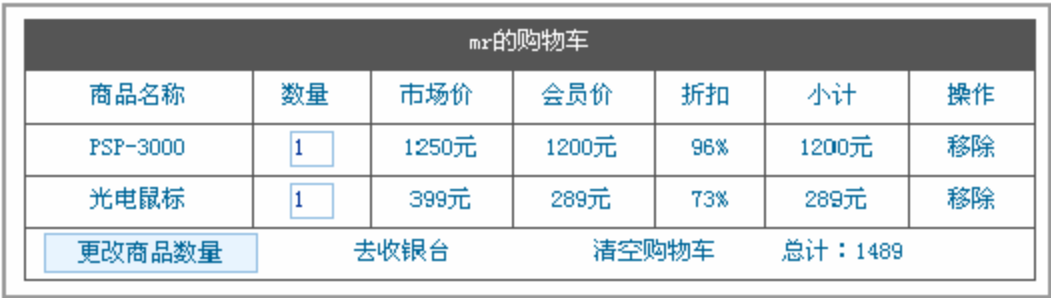 mr的购物车
商品名称 数量 市场价 会员价 折扣 小计 操作
PSP-3000 1 1250元 1200元 96% 1200元 移除
光电鼠标 1 399元 289元 73% 289元 移除
更改商品数量 去收银台 清空购物车 总计：1489